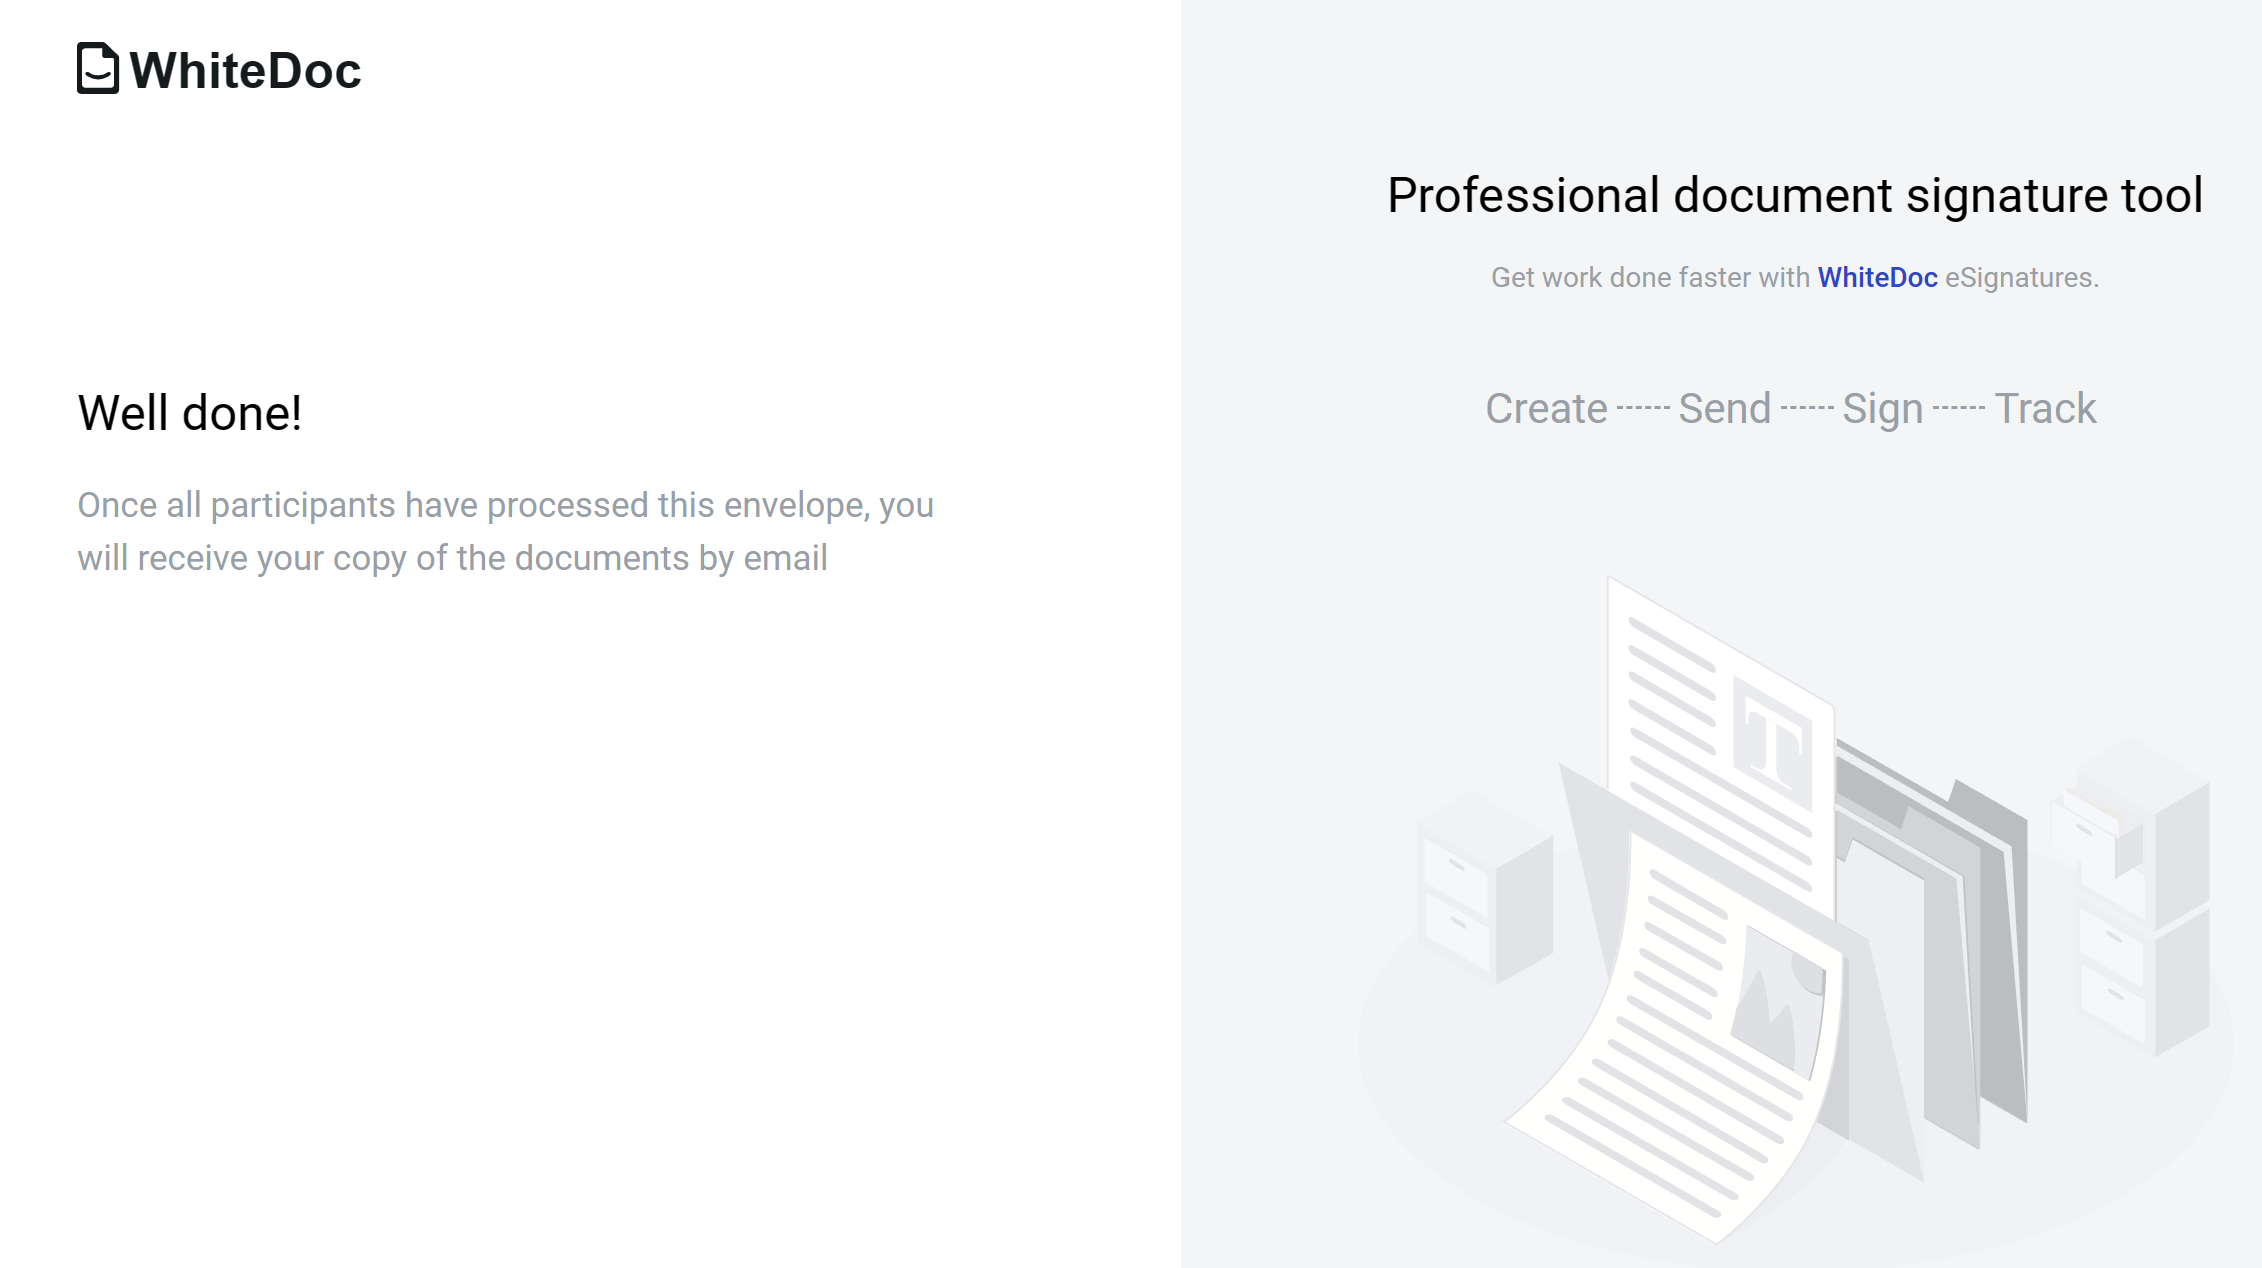 WhiteDoc
Well done!
Once all participants have processed this envelope, you
will receive your copy of the documents by email
Professional document signature tool
Get work done faster with WhiteDoc eSignatures.
Create ------ Send ------ Sign ------ Track
T